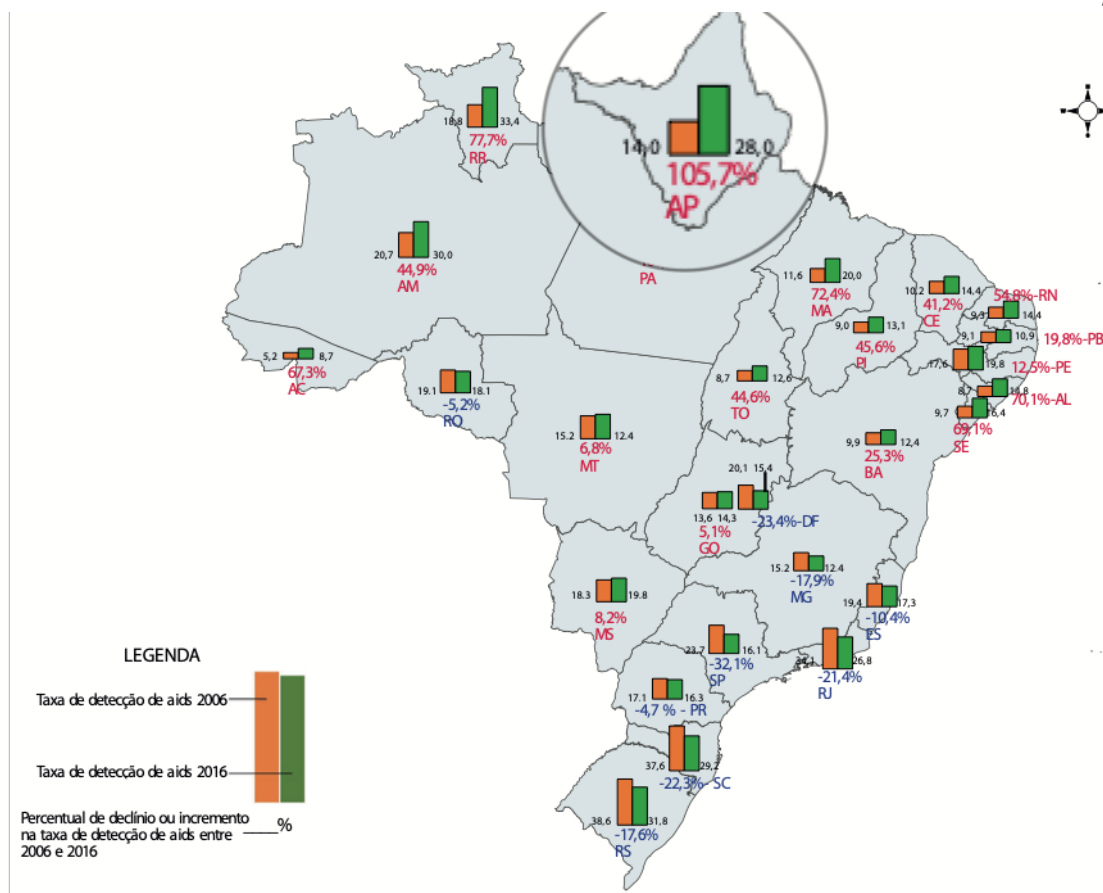 18,8 33,4
77,7%
RR
14,0 28,0
105,7%
AP
20,7 30,0
44,9%
AM
PA
11,6 20,0
72,4%
MA
10,2 14,4
41,2%
CE
54,8%-RN
9,3 14,4
9,1 10,9
19,8%-PB
9,0 13,1
45,6%
PI
17,6 19,8
12,5%-PE
5,2 8,7
67,3%
AC
19.1 18.1
-5,2%
RO
8,7 12,6
44,6%
TO
8,7
70,1%-AL
9,7 16,4
69,1%
SE
15.2 12.4
6,8%
MT
9,9 12,4
25,3%
BA
20,1 15,4
-23,4%-DF
13,6 14,3
5,1%
GO
15.2 12.4
-17,9%
MG
18.3 19.8
8,2%
MS
19,4 17,3
-10,4%
ES
23,7 16.1
-32,1%
SP
34,1 26,8
-21,4%
RJ
17.1 16.3
-4,7 % - PR
37,6 29,2
-22,3% - SC
38,6 31,8
-17,6%
RS
LEGENDA
Taxa de detecção de aids 2006
Taxa de detecção de aids 2016
Percentual de declínio ou incremento
na taxa de detecção de aids entre %
2006 e 2016